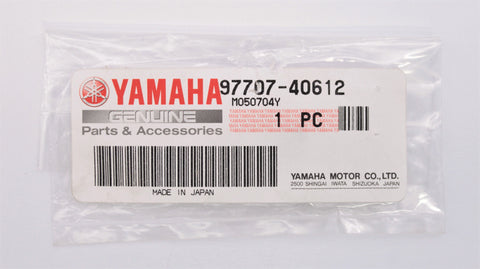 YAMAHA 97707-40612
GENUINE M050704Y
Parts & Accessories 1 PC
MADE IN JAPAN
YAMAHA MOTOR CO.,LTD.
2500 SHINGAI IWATA SHIZUOKA JAPAN